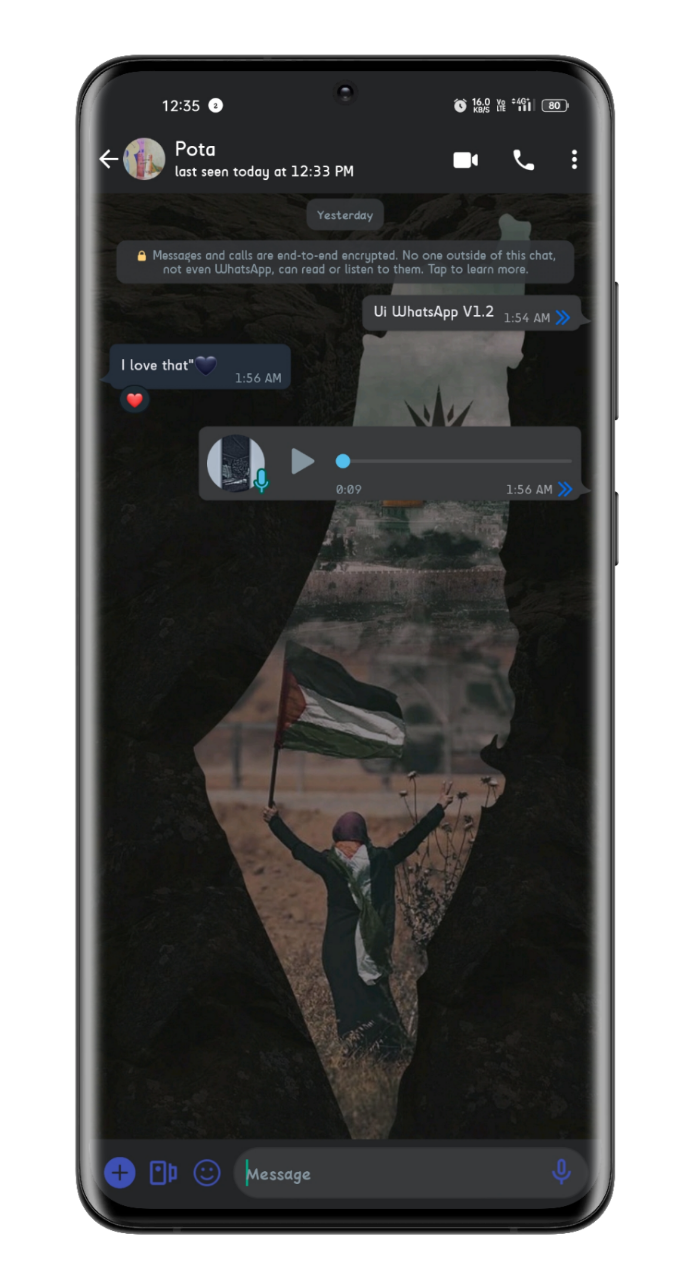 12:35 2
16.0 KB/S Vo LTE 4G+ 80
Pota
last seen today at 12:33 PM
Yesterday
🔒 Messages and calls are end-to-end encrypted. No one outside of this chat,
not even WhatsApp, can read or listen to them. Tap to learn more.
Ui WhatsApp V1.2 1:54 AM
I love that"🖤
1:56 AM
❤️
0:09 1:56 AM
Message